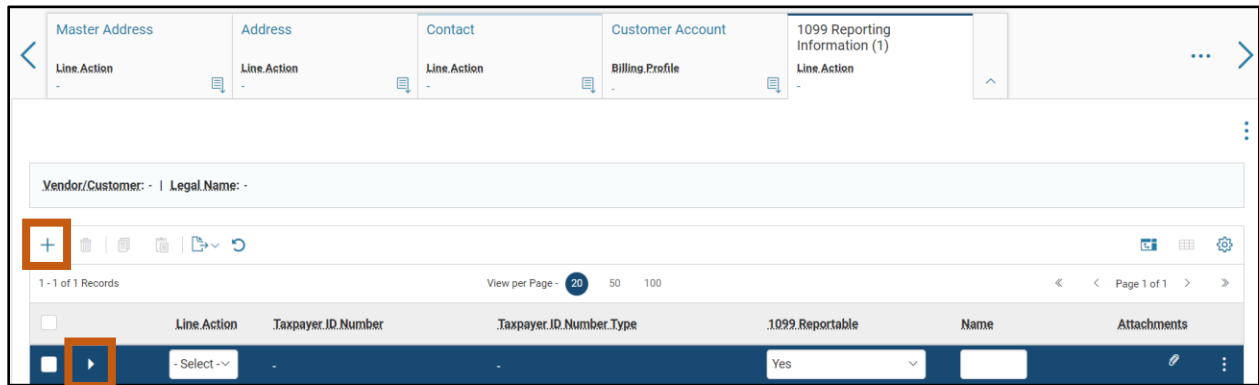 Master Address
Address
Contact
Customer Account
1099 Reporting
Information (1)
Line Action
Line Action
Line Action
Billing Profile
Line Action
-
-
-
-
-
Vendor/Customer: - | Legal Name: -
1 - 1 of 1 Records
View per Page - 20 50 100
Page 1 of 1
Line Action Taxpayer ID Number Taxpayer ID Number Type 1099 Reportable Name Attachments
- Select - - - Yes